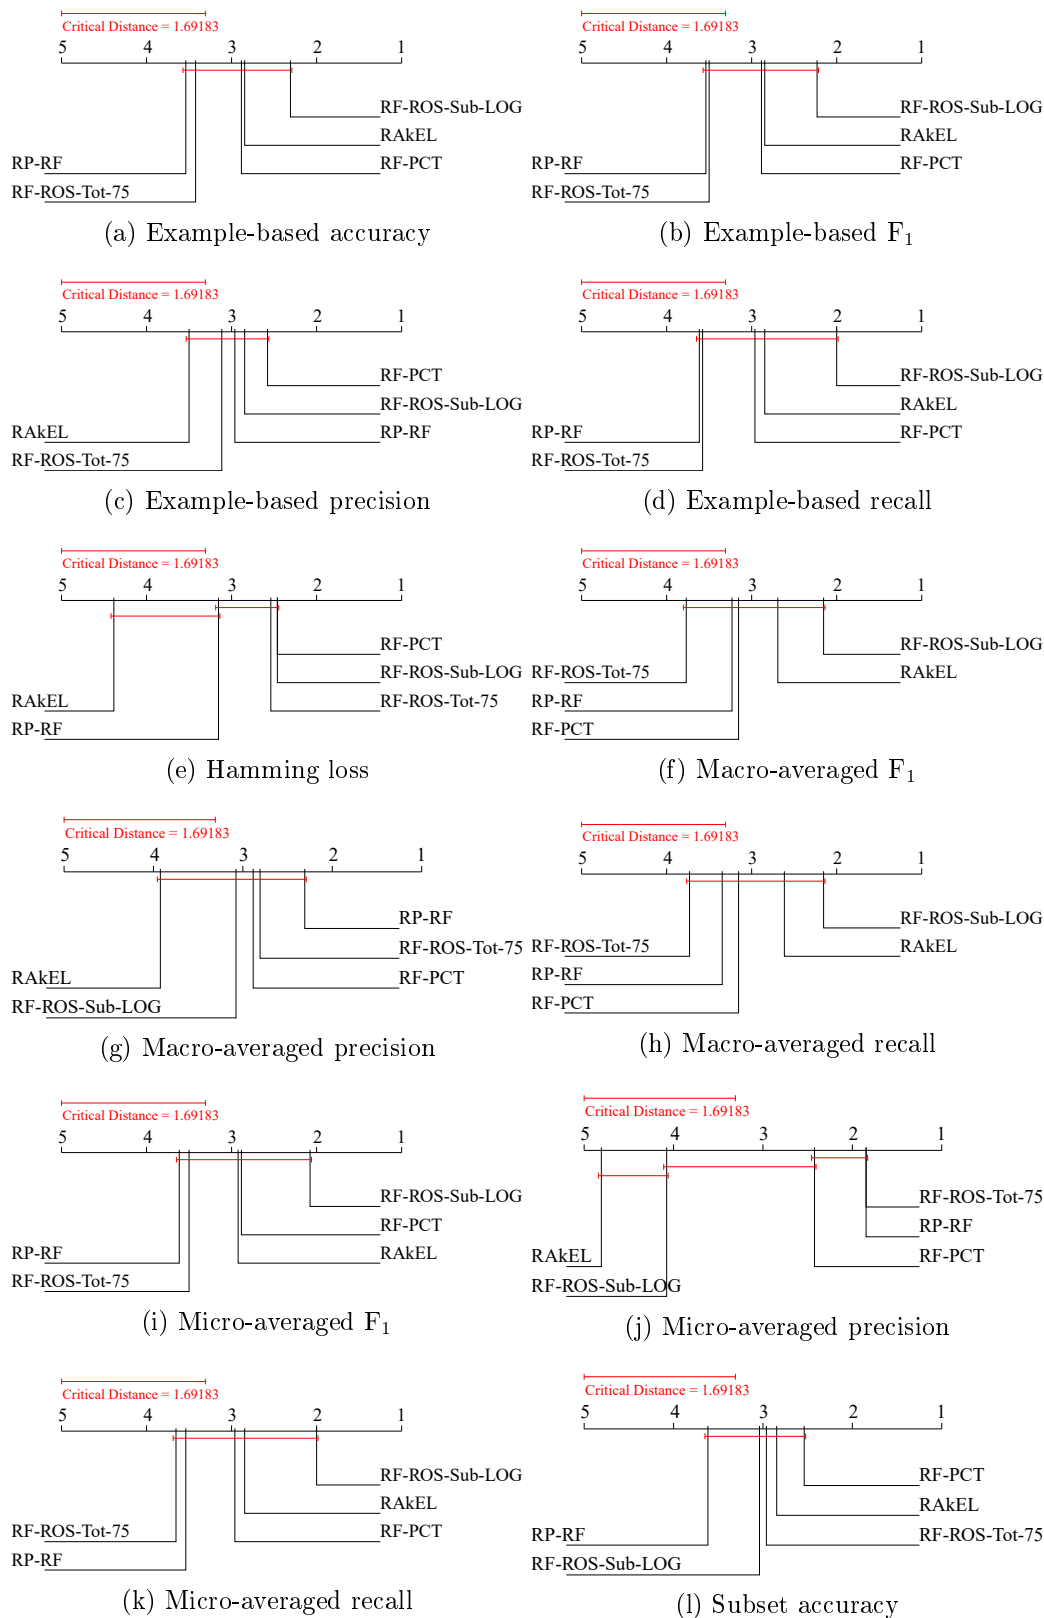 Critical Distance = 1.69183
5 4 3 2 1
RF-ROS-Sub-LOG
RAkEL
RP-RF RF-PCT
RF-ROS-Tot-75
(a) Example-based accuracy
Critical Distance = 1.69183
5 4 3 2 1
RF-ROS-Sub-LOG
RAkEL
RP-RF RF-PCT
RF-ROS-Tot-75
(b) Example-based F1
Critical Distance = 1.69183
5 4 3 2 1
RF-PCT
RF-ROS-Sub-LOG
RAkEL RP-RF
RF-ROS-Tot-75
(c) Example-based precision
Critical Distance = 1.69183
5 4 3 2 1
RF-ROS-Sub-LOG
RAkEL
RP-RF RF-PCT
RF-ROS-Tot-75
(d) Example-based recall
Critical Distance = 1.69183
5 4 3 2 1
RF-PCT
RF-ROS-Sub-LOG
RAkEL RF-ROS-Tot-75
RP-RF
(e) Hamming loss
Critical Distance = 1.69183
5 4 3 2 1
RF-ROS-Sub-LOG
RF-ROS-Tot-75 RAkEL
RP-RF
RF-PCT
(f) Macro-averaged F1
Critical Distance = 1.69183
5 4 3 2 1
RP-RF
RF-ROS-Tot-75
RAkEL RF-PCT
RF-ROS-Sub-LOG
(g) Macro-averaged precision
Critical Distance = 1.69183
5 4 3 2 1
RF-ROS-Sub-LOG
RF-ROS-Tot-75 RAkEL
RP-RF
RF-PCT
(h) Macro-averaged recall
Critical Distance = 1.69183
5 4 3 2 1
RF-ROS-Sub-LOG
RF-PCT
RP-RF RAkEL
RF-ROS-Tot-75
(i) Micro-averaged F1
Critical Distance = 1.69183
5 4 3 2 1
RF-ROS-Tot-75
RP-RF
RAkEL RF-PCT
RF-ROS-Sub-LOG
(j) Micro-averaged precision
Critical Distance = 1.69183
5 4 3 2 1
RF-ROS-Sub-LOG
RAkEL
RF-ROS-Tot-75 RF-PCT
RP-RF
(k) Micro-averaged recall
Critical Distance = 1.69183
5 4 3 2 1
RF-PCT
RAkEL
RP-RF RF-ROS-Tot-75
RF-ROS-Sub-LOG
(l) Subset accuracy